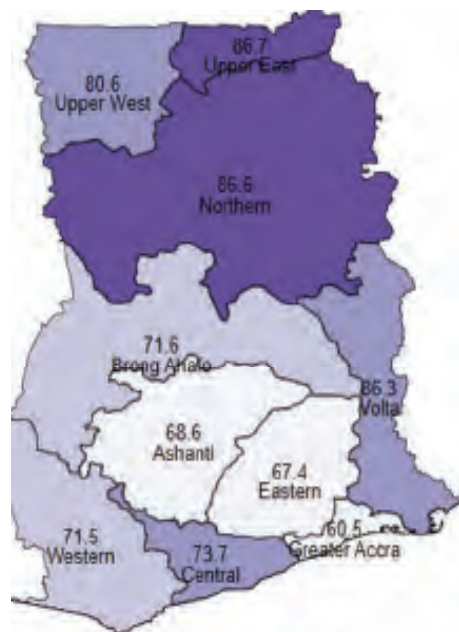 86.7
Upper East
80.6
Upper West
86.6
Northern
71.6
Brong Ahafo
86.3
Volta
68.6
Ashanti
67.4
Eastern
60.5
Greater Accra
71.5
Western
73.7
Central